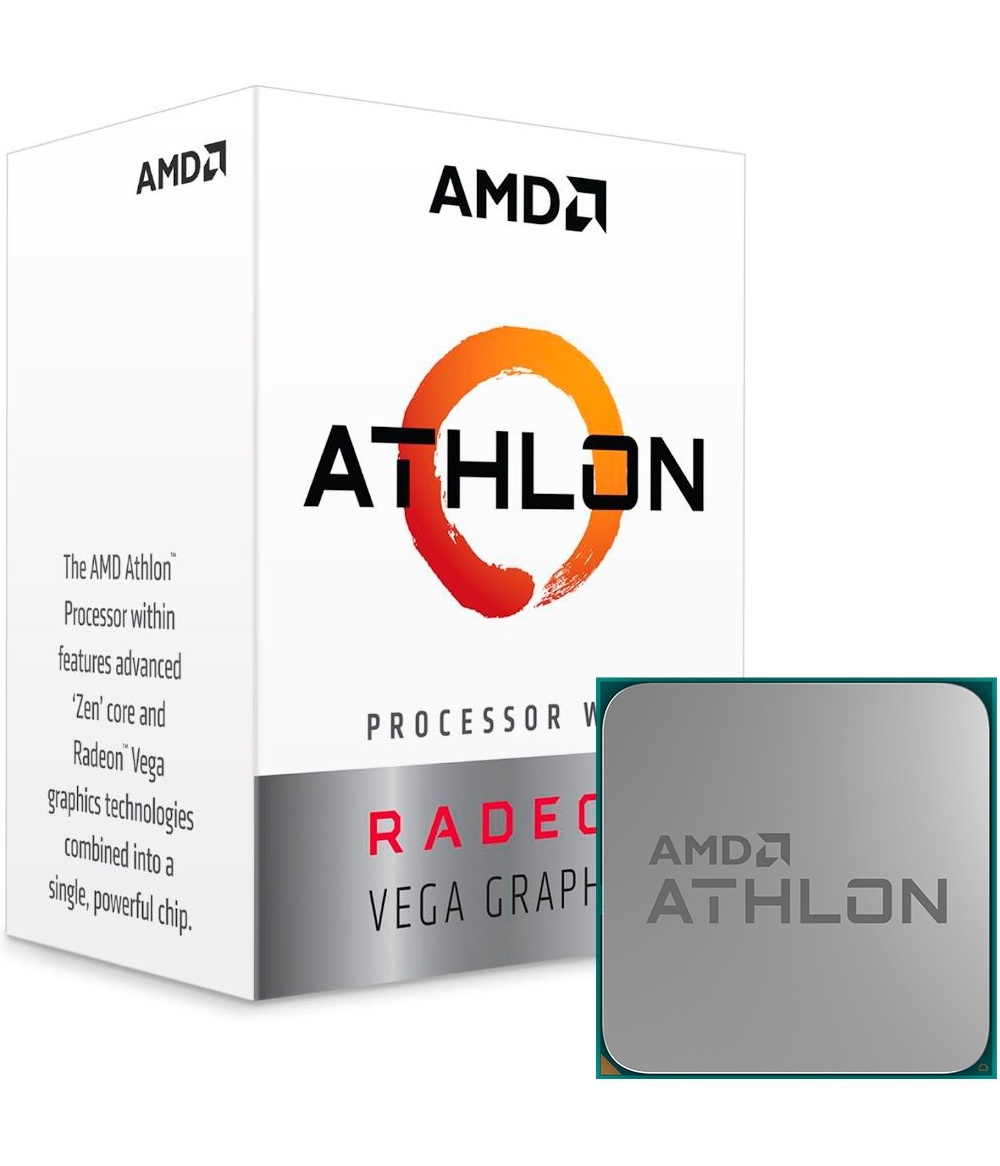 AMD
The AMD Athlon™
Processor within
features advanced
‘Zen’ core and
Radeon™ Vega
graphics technologies
combined into a
single, powerful chip.
AMD
ATHLON
PROCESSOR W
RADEO
VEGA GRAPH
AMD
ATHLON